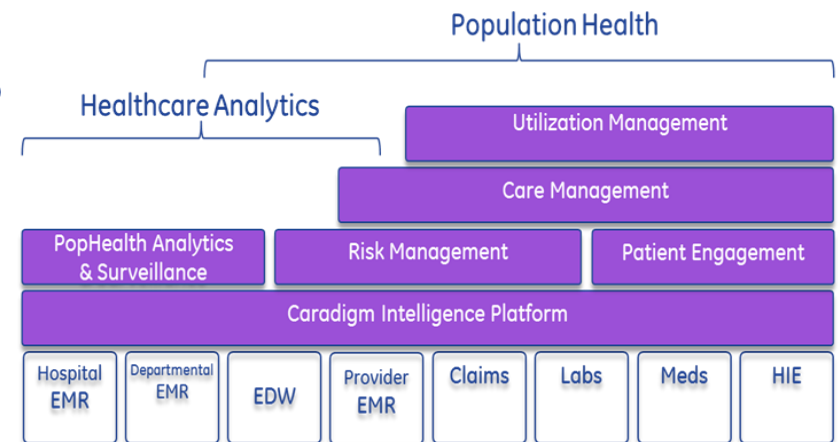 Population Health
Healthcare Analytics
Utilization Management
Care Management
PopHealth Analytics
& Surveillance
Risk Management
Patient Engagement
Caradigm Intelligence Platform
Hospital
EMR
Departmental
EMR
EDW
Provider
EMR
Claims
Labs
Meds
HIE